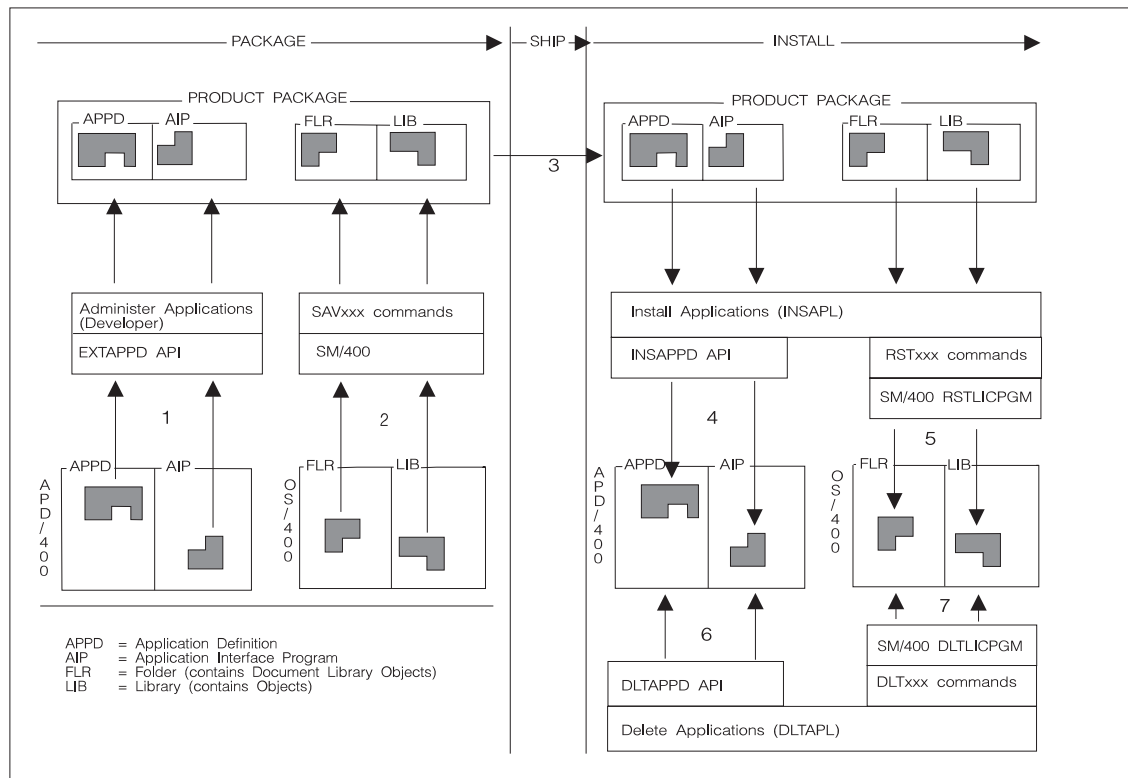 PACKAGE
SHIP
INSTALL
PRODUCT PACKAGE
APPD
AIP
FLR
LIB
3
PRODUCT PACKAGE
APPD
AIP
FLR
LIB
Administer Applications
(Developer)
EXTAPPD API
SAVxxx commands
SM/400
Install Applications (INSAPL)
INSAPPD API
RSTxxx commands
SM/400 RSTLICPGM
1
2
4
5
APD/400
APPD
AIP
OS/400
FLR
LIB
APD/400
APPD
AIP
OS/400
FLR
LIB
6
7
APPD = Application Definition
AIP = Application Interface Program
FLR = Folder (contains Document Library Objects)
LIB = Library (contains Objects)
DLTAPPD API
SM/400 DLTLICPGM
DLTxxx commands
Delete Applications (DLTAPL)